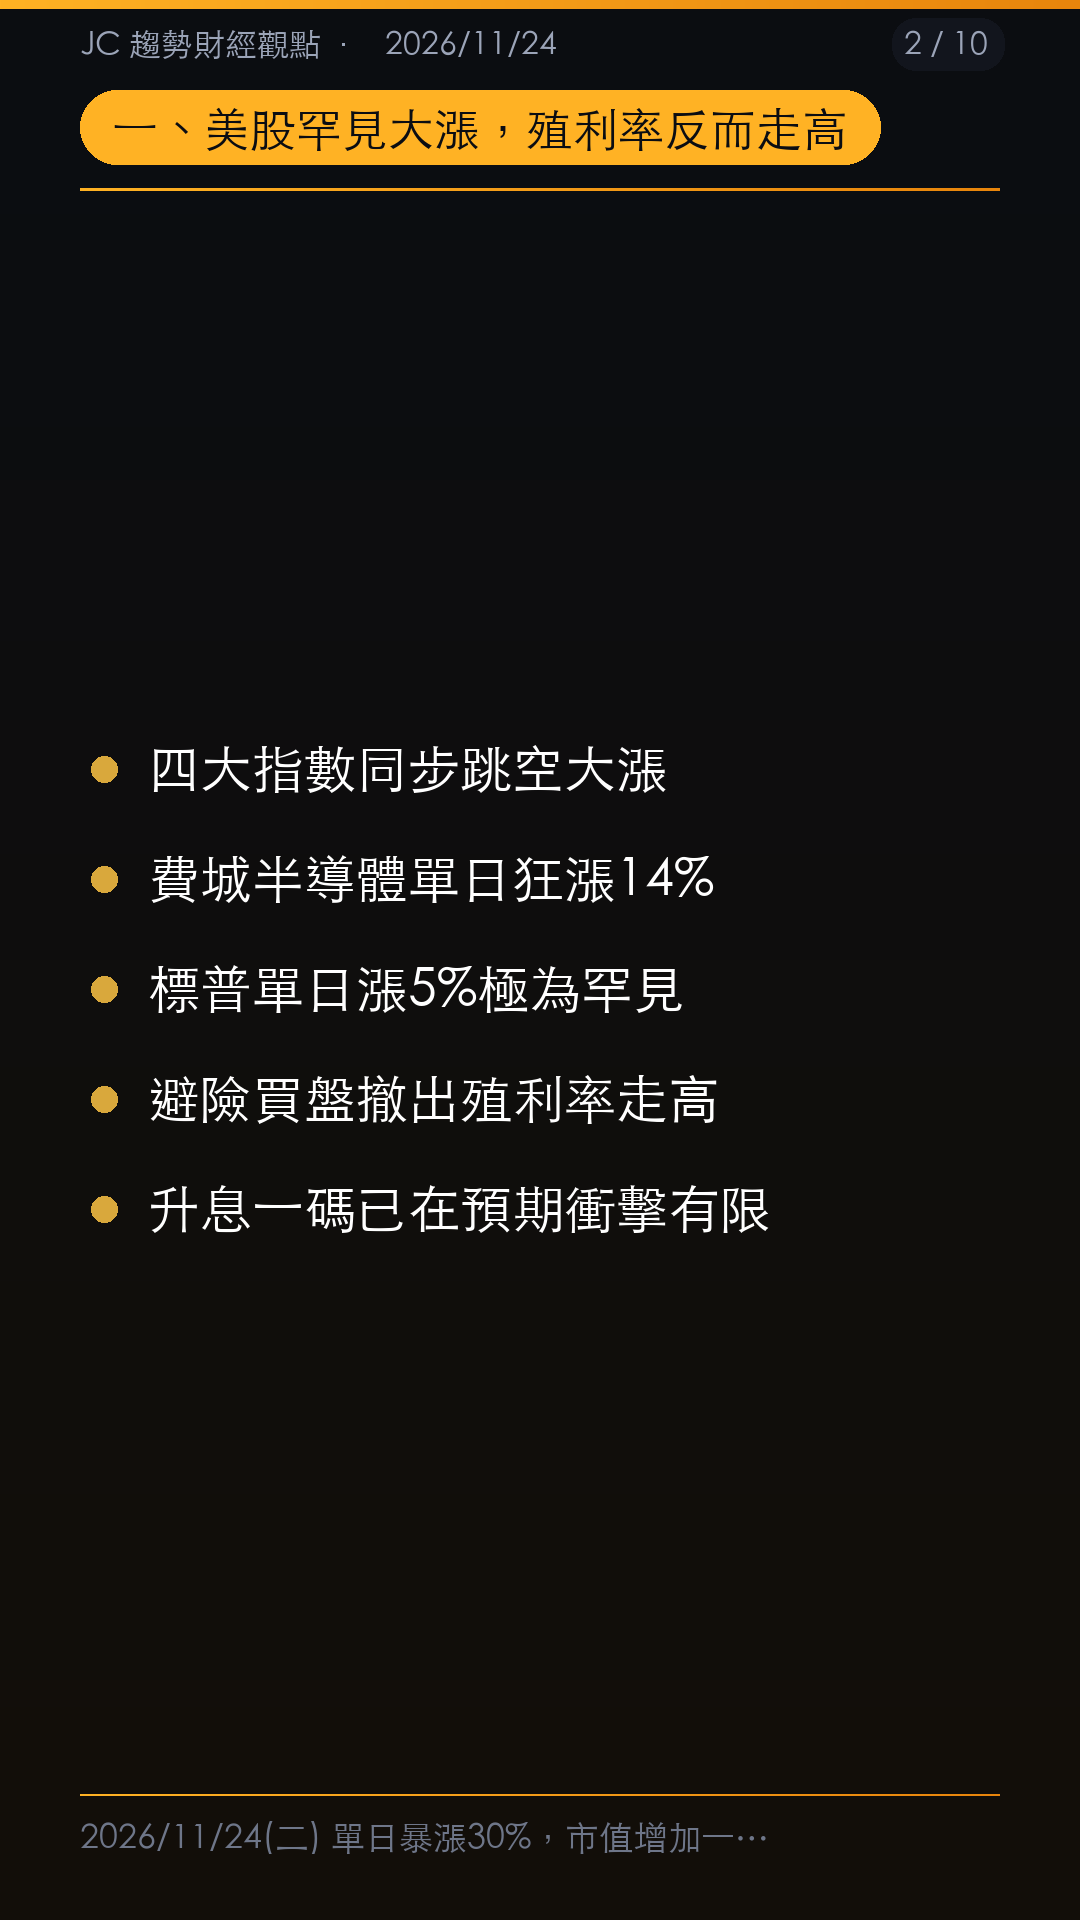 JC 趨勢財經觀點 · 2026/11/24
2 / 10
一、美股罕見大漲，殖利率反而走高
四大指數同步跳空大漲
費城半導體單日狂漲14%
標普單日漲5%極為罕見
避險買盤撤出殖利率走高
升息一碼已在預期衝擊有限
2026/11/24(二) 單日暴漲30%，市值增加一⋯